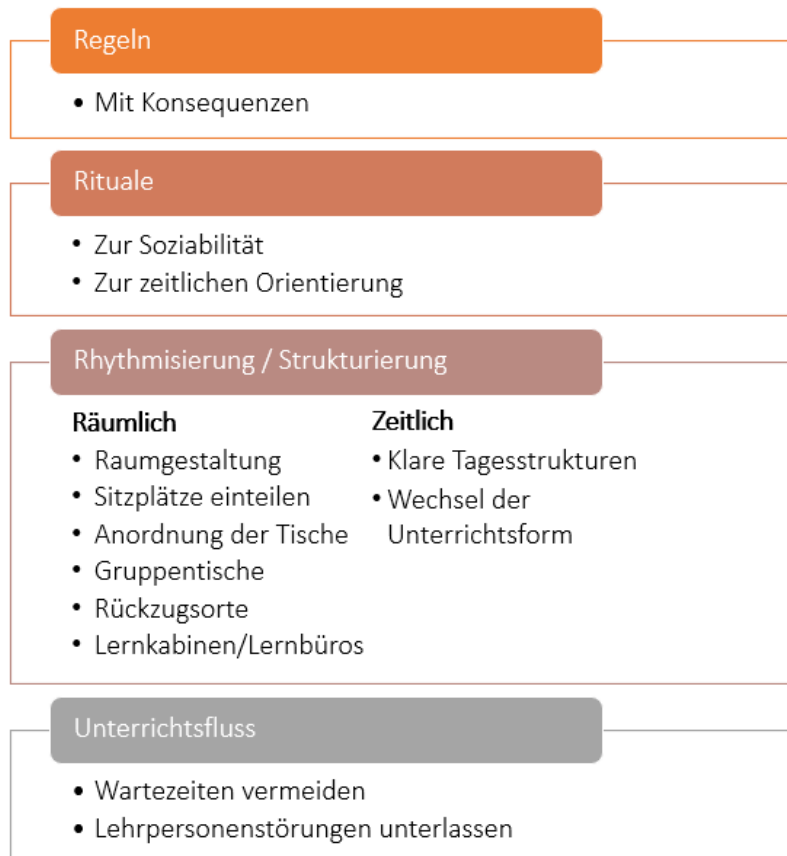 Regeln
• Mit Konsequenzen
Rituale
• Zur Soziabilität
• Zur zeitlichen Orientierung
Rhythmisierung / Strukturierung
Räumlich
• Raumgestaltung
• Sitzplätze einteilen
• Anordnung der Tische
• Gruppentische
• Rückzugsorte
• Lernkabinen/Lernbüros
Zeitlich
• Klare Tagesstrukturen
• Wechsel der
Unterrichtsform
Unterrichtsfluss
• Wartezeiten vermeiden
• Lehrpersonenstörungen unterlassen